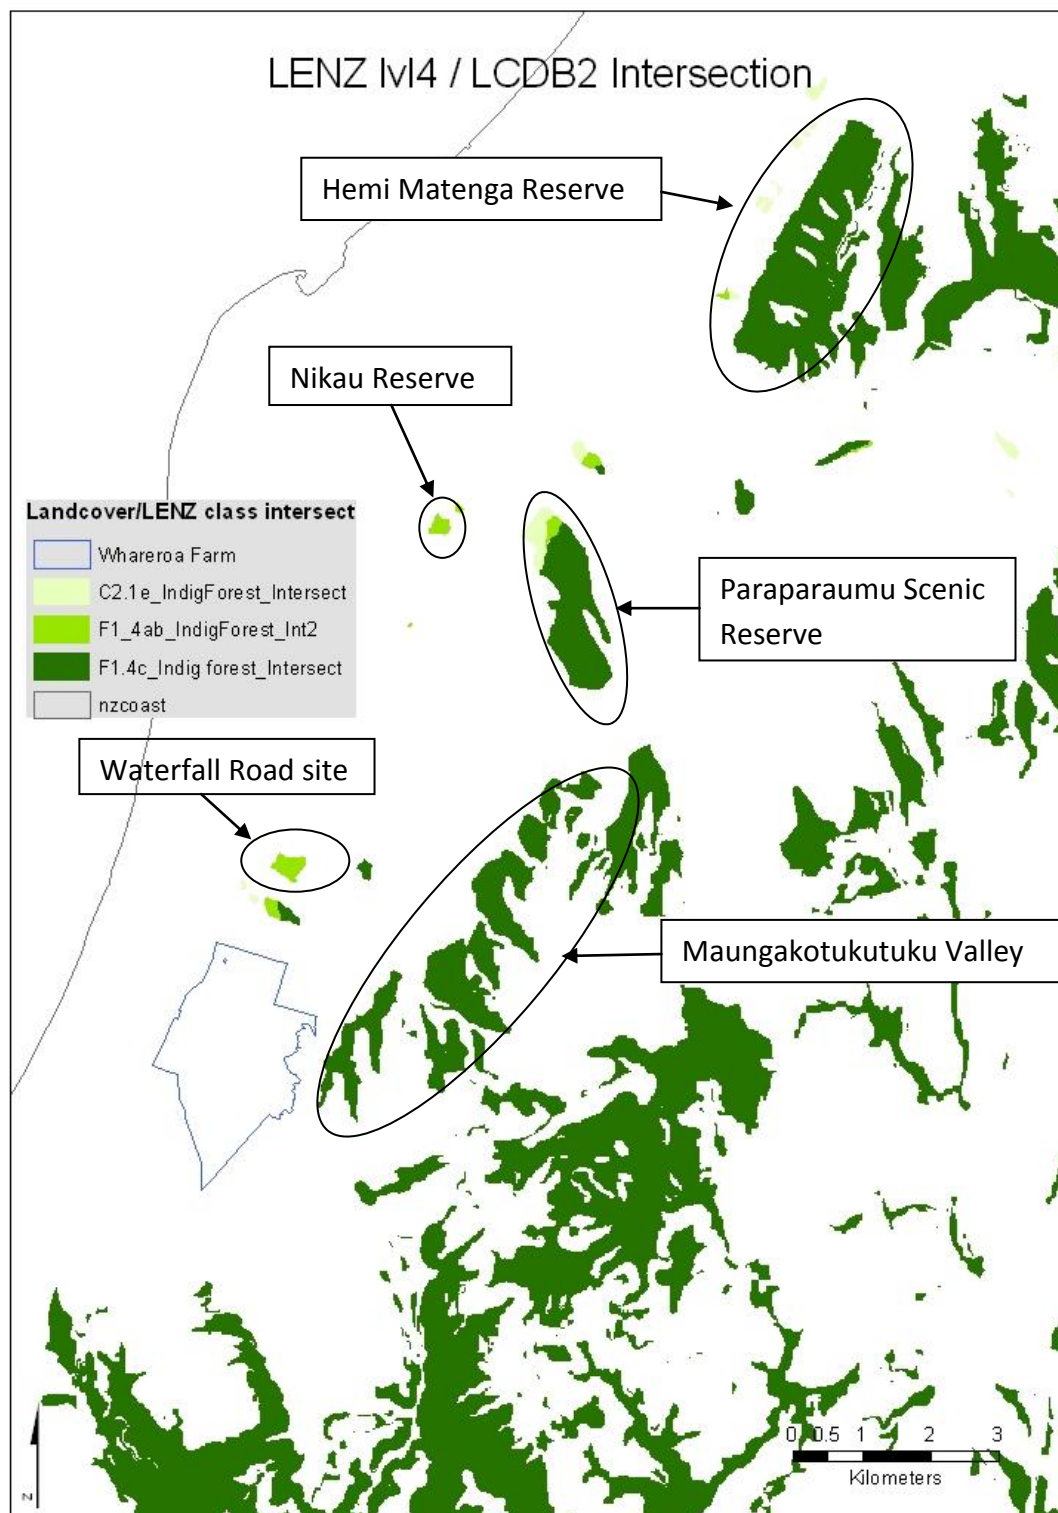 LENZ lvl4 / LCDB2 Intersection
Hemi Matenga Reserve
Nikau Reserve
Landcover/LENZ class intersect
Whareroa Farm
C2.1e_IndigForest_Intersect
F1_4ab_IndigForest_Int2
F1.4c_Indig forest_Intersect
nzcoast
Paraparaumu Scenic
Reserve
Waterfall Road site
Maungakotukutuku Valley
0 0.5 1 2 3
Kilometers
N